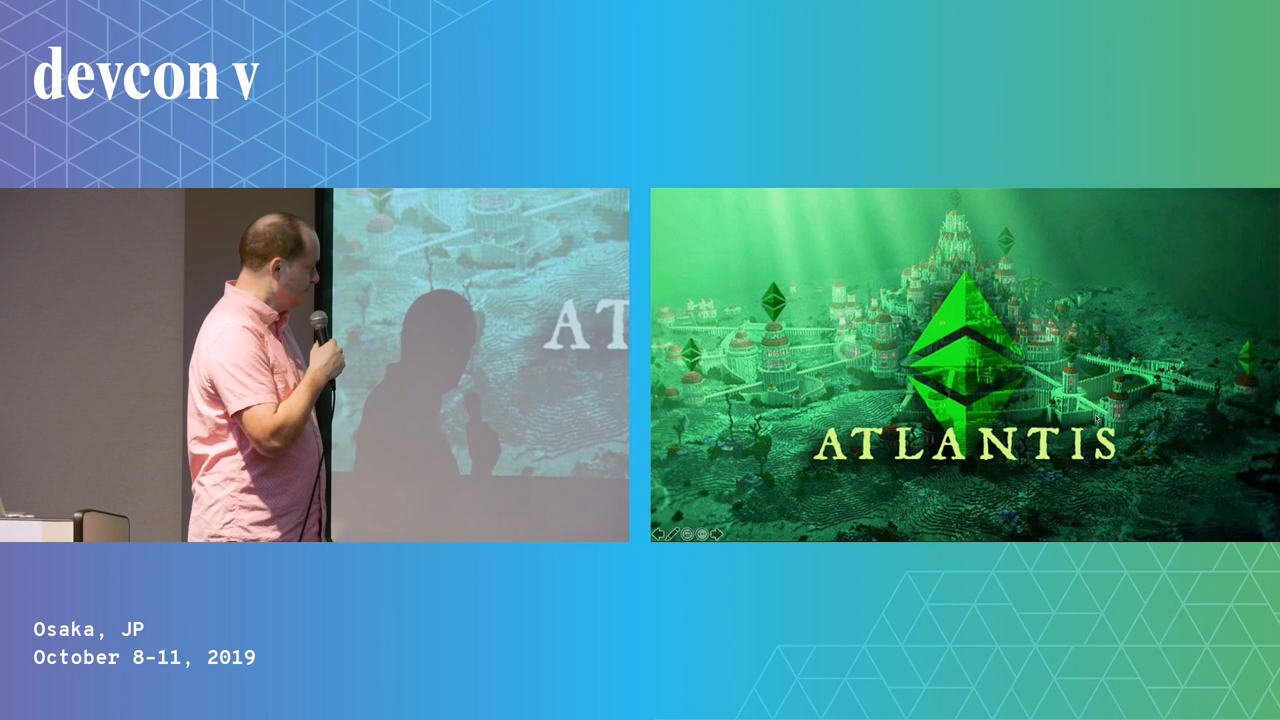 devcon v
AT
ATLANTIS
Osaka, JP
October 8-11, 2019